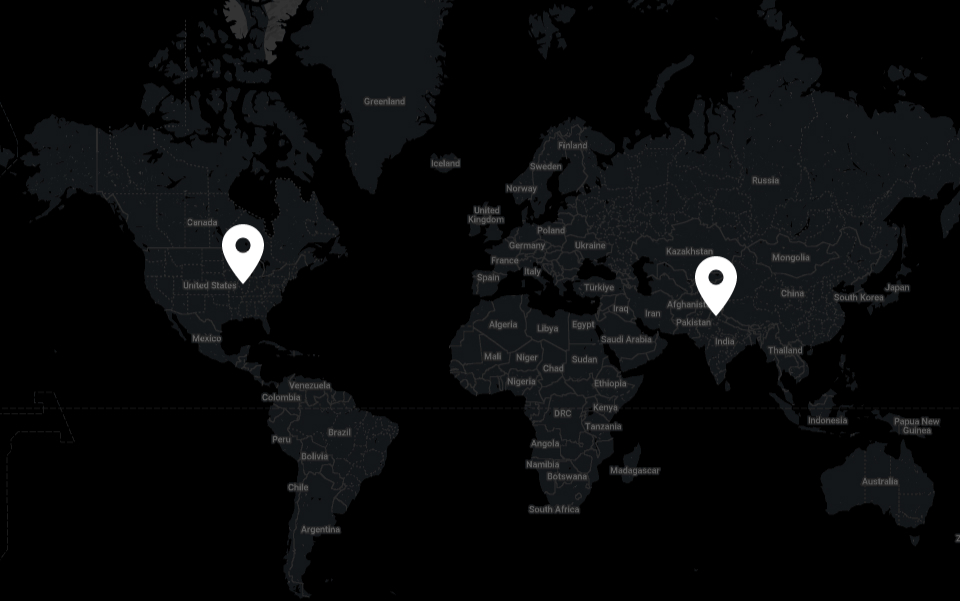 Greenland
Finland
Iceland
Sweden
Russia
Norway
United
Kingdom
Canada
Poland
Germany
Ukraine
Kazakhstan
France
Mongolia
Italy
Spain
United States
Türkiye
Japan
China
South Korea
Afghanist
Iraq
Iran
Pakistan
Algeria
Libya
Egypt
Mexico
Saudi Arabia
India
Thailand
Mali
Niger
Sudan
Chad
Nigeria
Ethiopia
Venezuela
Colombia
Kenya
DRC
Indonesia
Papua New
Guinea
Tanzania
Brazil
Peru
Angola
Bolivia
Namibia
Madagascar
Botswana
Australia
Chile
South Africa
Argentina
2